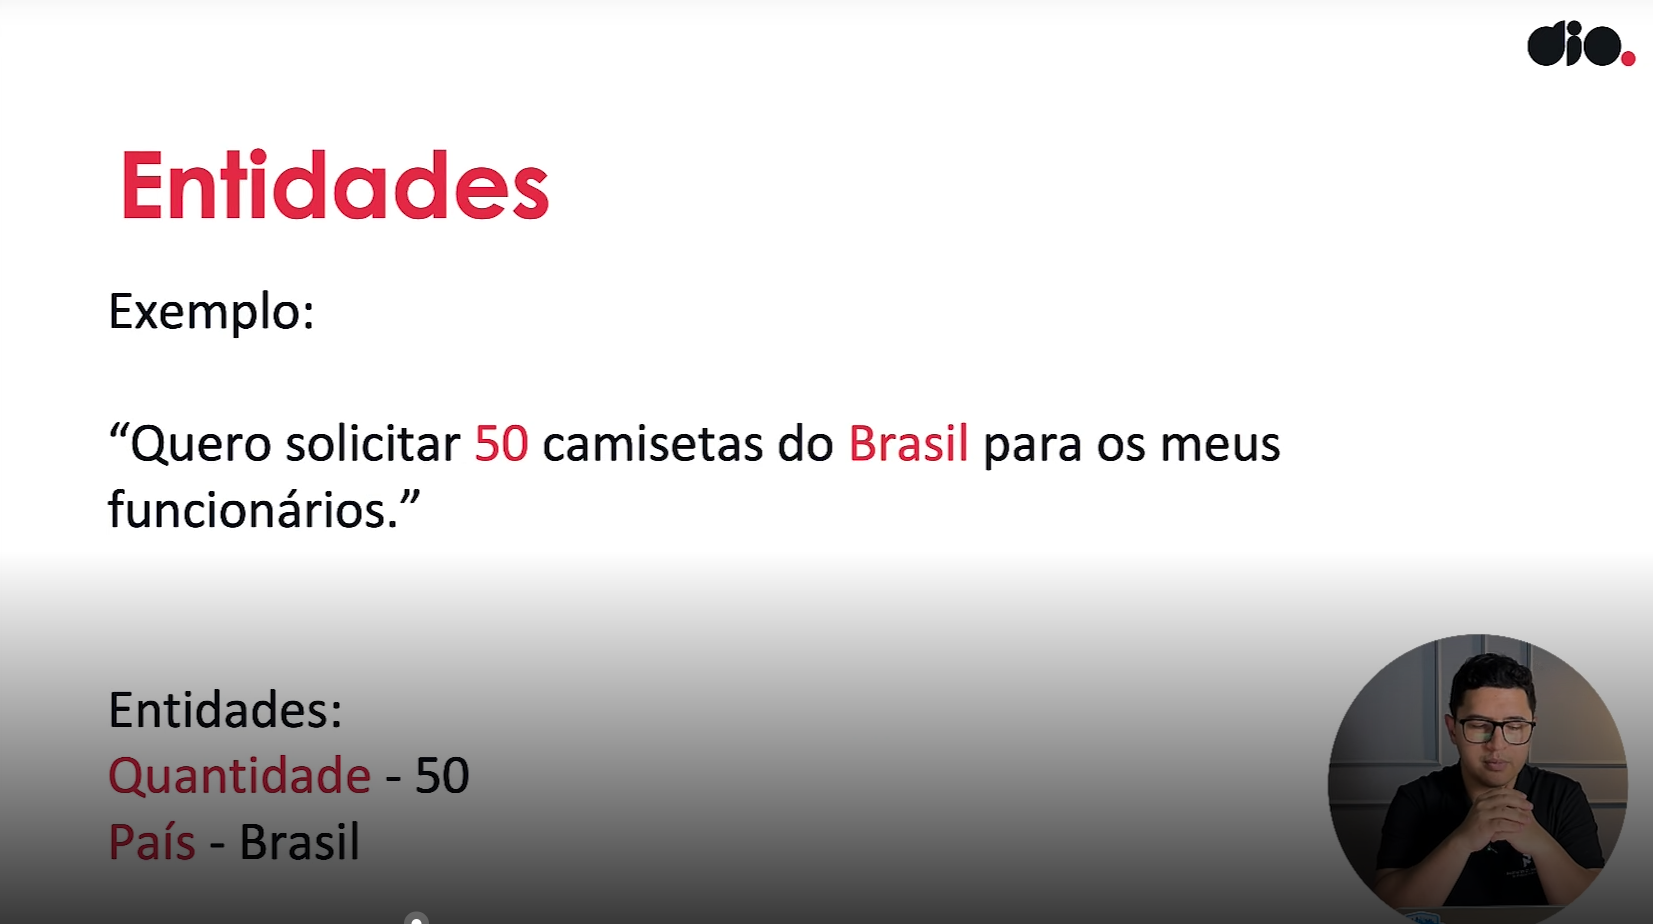 dio.
Entidades
Exemplo:
“Quero solicitar 50 camisetas do Brasil para os meus
funcionários.”
Entidades:
Quantidade - 50
País - Brasil